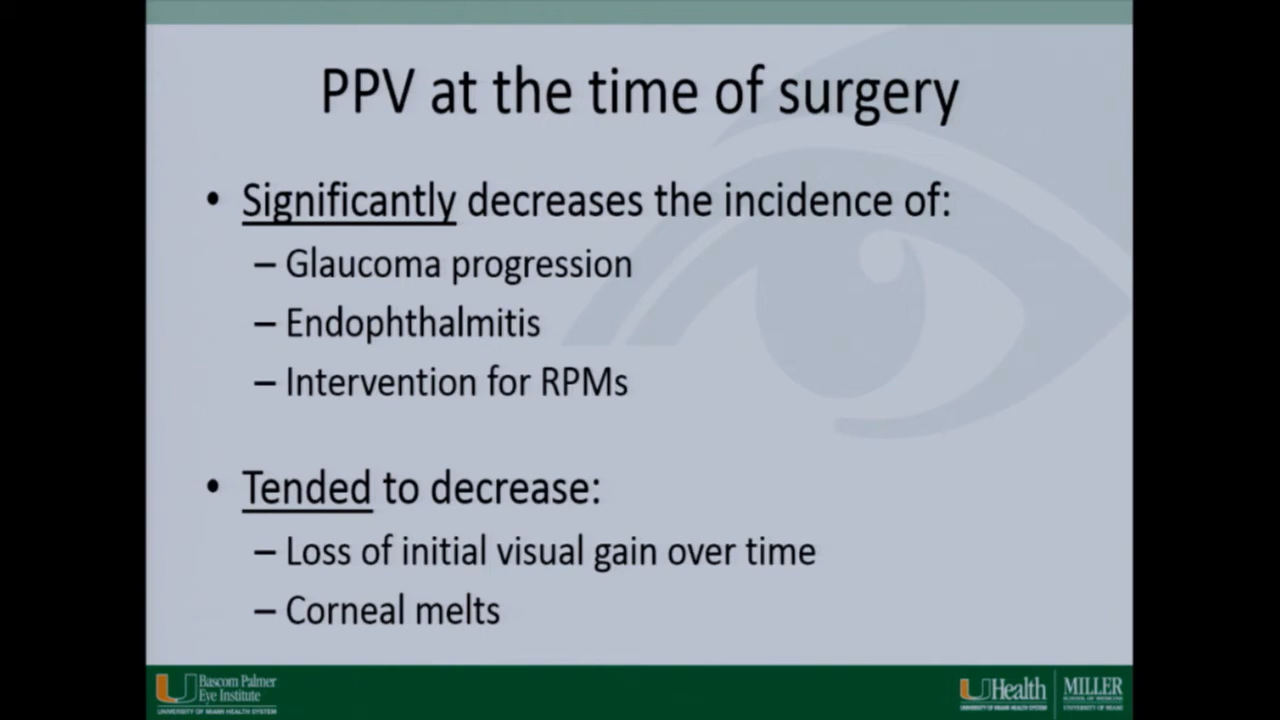 PPV at the time of surgery
• Significantly decreases the incidence of:
– Glaucoma progression
– Endophthalmitis
– Intervention for RPMs
• Tended to decrease:
– Loss of initial visual gain over time
– Corneal melts
Bascom Palmer
Eye Institute
UNIVERSITY OF MIAMI HEALTH SYSTEM
UHealth
UNIVERSITY OF MIAMI HEALTH SYSTEM
MILLER
SCHOOL OF MEDICINE
UNIVERSITY OF MIAMI